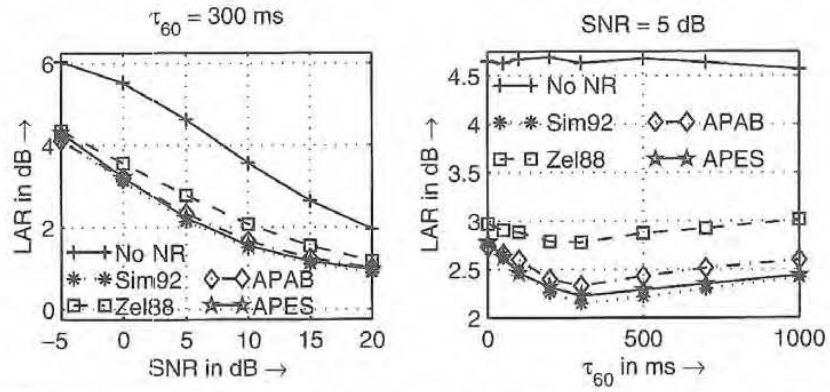 τ60 = 300 ms
6
4
2
0
LAR in dB →
No NR
Sim92
APAB
Zel88
APES
-5
0
5
10
15
20
SNR in dB →
SNR = 5 dB
4.5
4
3.5
3
2.5
2
LAR in dB →
No NR
Sim92
APAB
Zel88
APES
0
500
1000
τ60 in ms →